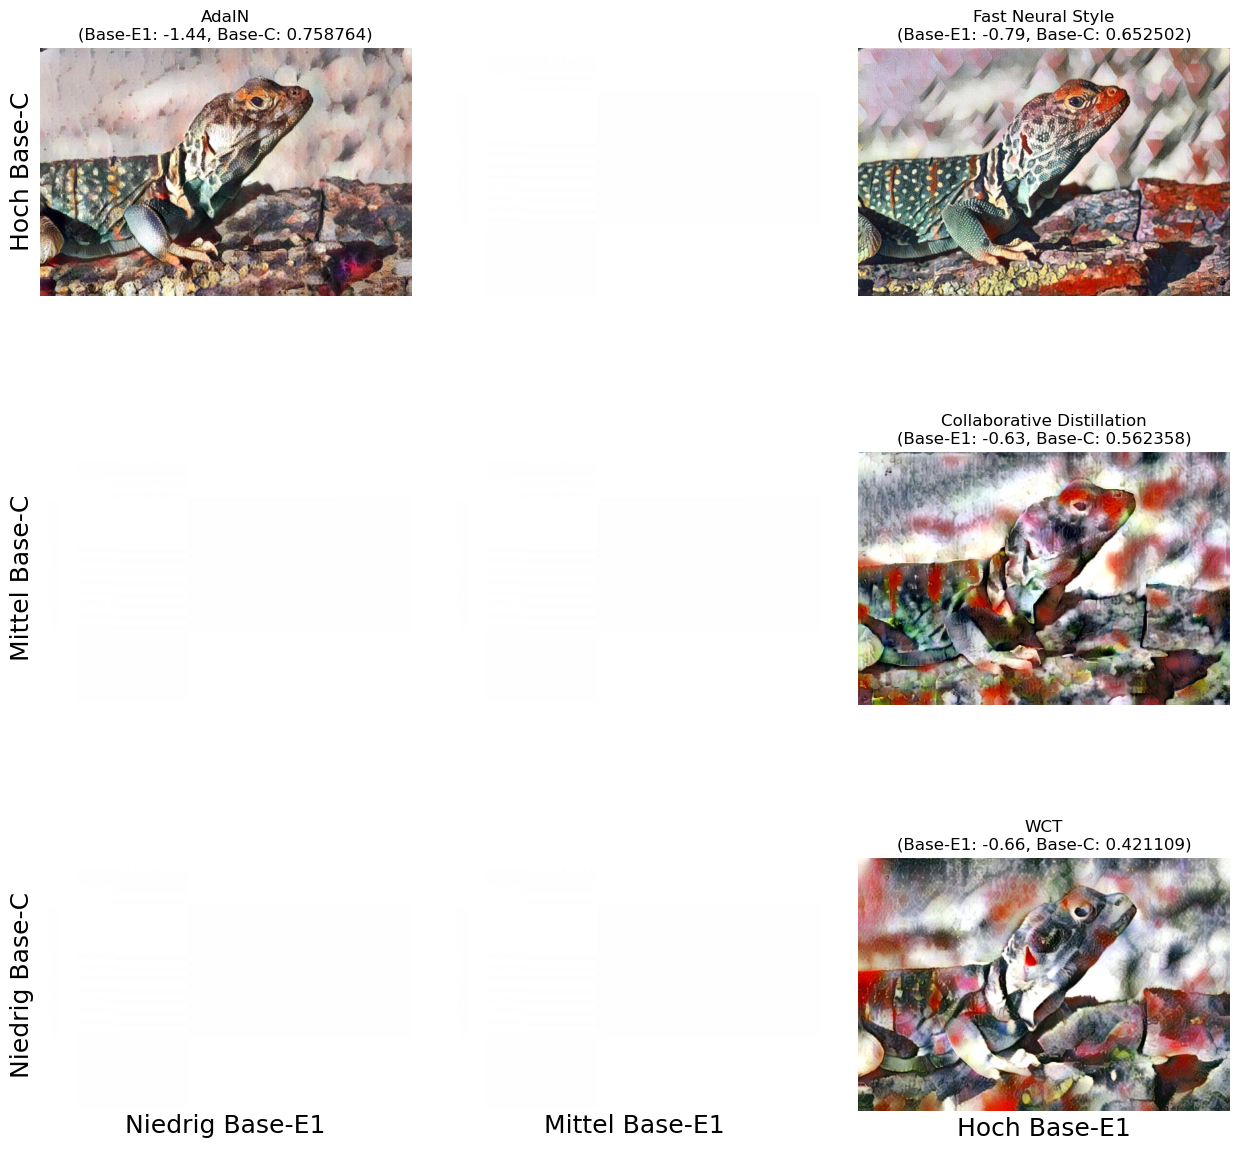 AdaIN
(Base-E1: -1.44, Base-C: 0.758764)
Fast Neural Style
(Base-E1: -0.79, Base-C: 0.652502)
Hoch Base-C
Collaborative Distillation
(Base-E1: -0.63, Base-C: 0.562358)
Mittel Base-C
WCT
(Base-E1: -0.66, Base-C: 0.421109)
Niedrig Base-C
Niedrig Base-E1
Mittel Base-E1
Hoch Base-E1